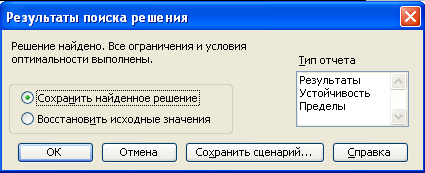 Результаты поиска решения
Решение найдено. Все ограничения и условия
оптимальности выполнены.
Тип отчета
Результаты
Устойчивость
Пределы
Сохранить найденное решение
Восстановить исходные значения
ОК
Отмена
Сохранить сценарий...
Справка